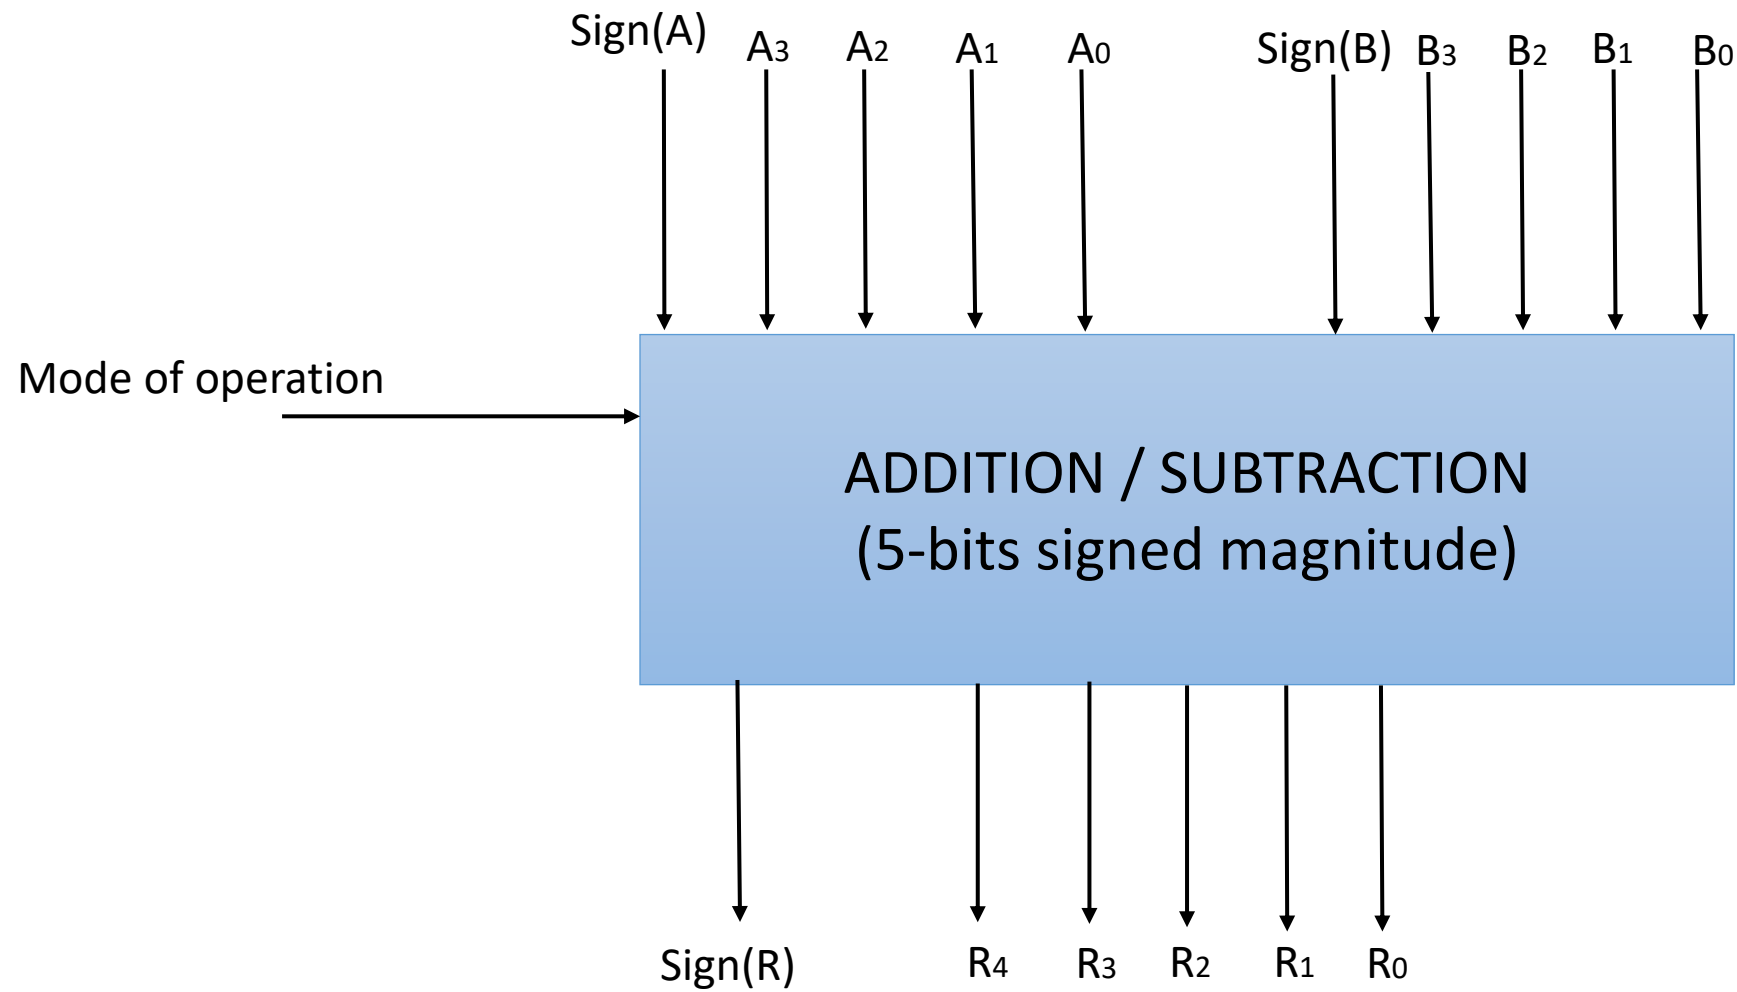 Sign(A) A3 A2 A1 A0 Sign(B) B3 B2 B1 B0
Mode of operation
ADDITION / SUBTRACTION
(5-bits signed magnitude)
Sign(R) R4 R3 R2 R1 R0